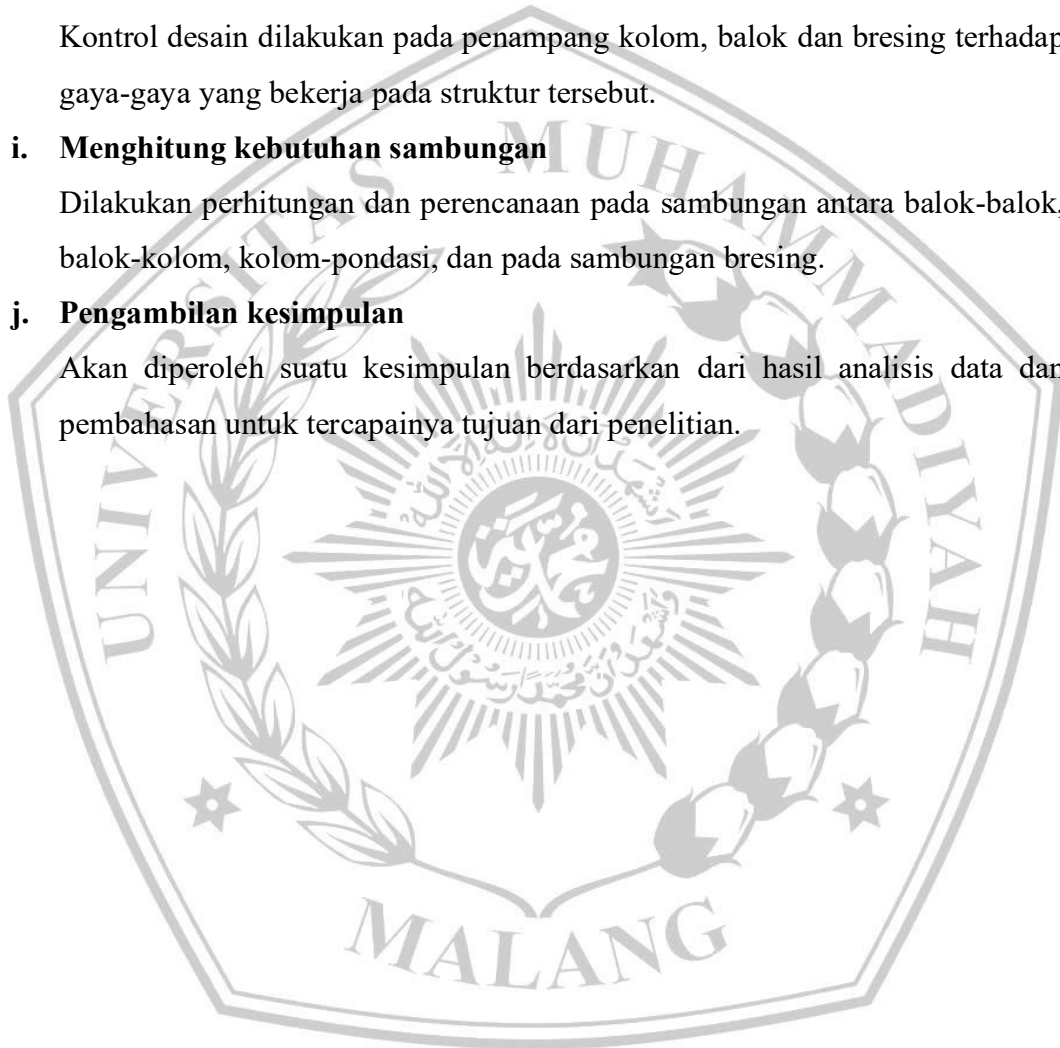 Kontrol desain dilakukan pada penampang kolom, balok dan bresing terhadap
gaya-gaya yang bekerja pada struktur tersebut.
i. Menghitung kebutuhan sambungan
Dilakukan perhitungan dan perencanaan pada sambungan antara balok-balok,
balok-kolom, kolom-pondasi, dan pada sambungan bresing.
j. Pengambilan kesimpulan
Akan diperoleh suatu kesimpulan berdasarkan dari hasil analisis data dan
pembahasan untuk tercapainya tujuan dari penelitian.
UNIVERSITAS MUHAMMADIYAH
MALANG